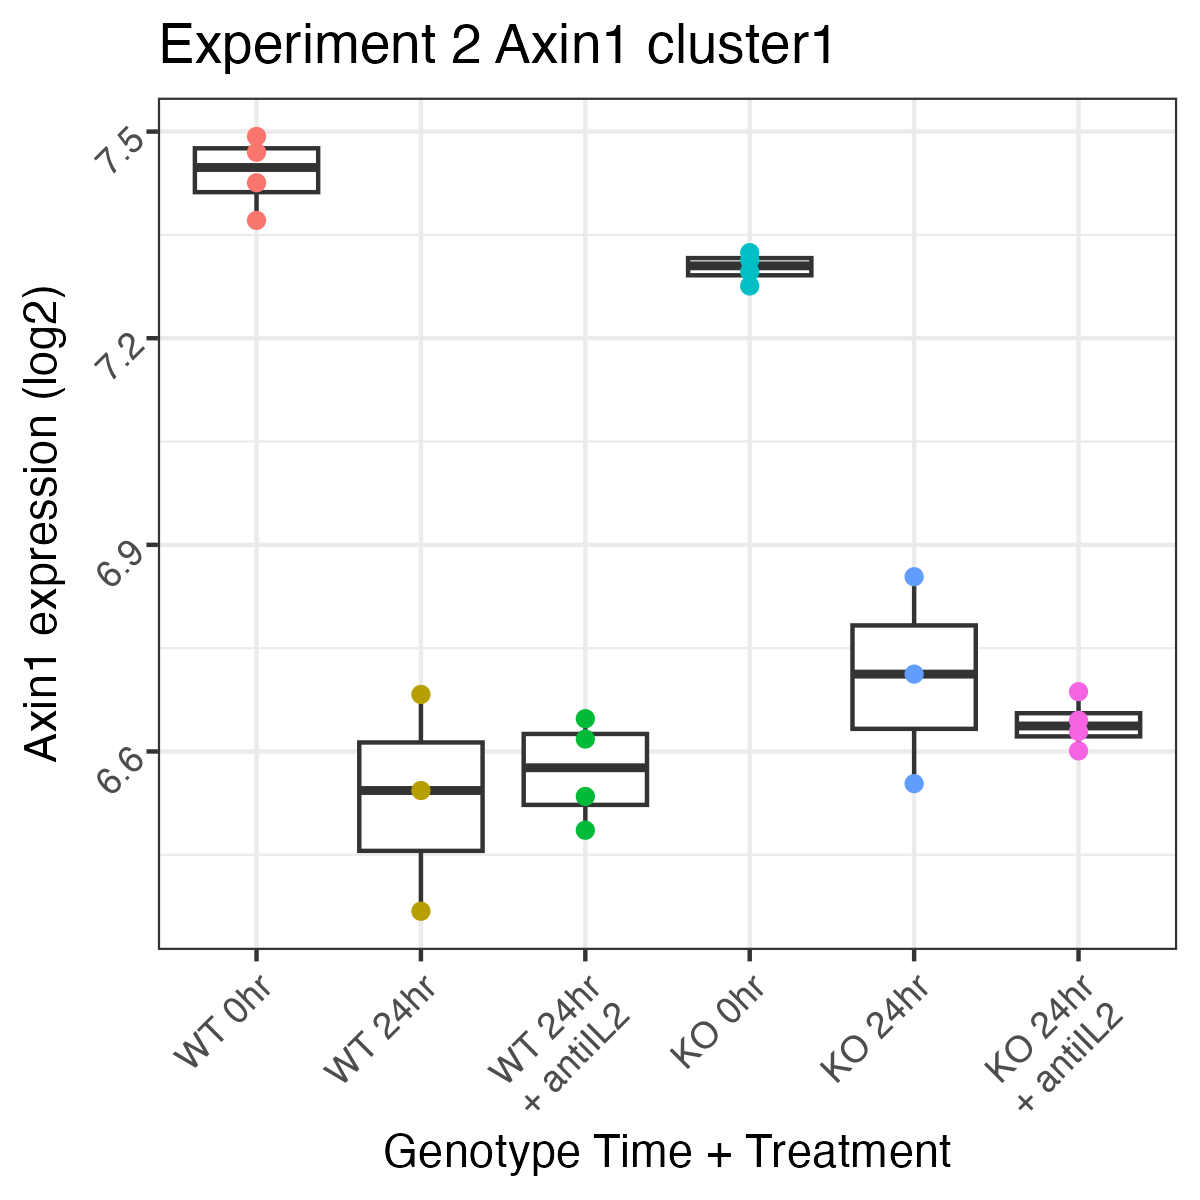 Experiment 2 Axin1 cluster1
Axin1 expression (log2)
7.5
7.2
6.9
6.6
WT 0hr
WT 24hr
WT 24hr
+ antiIL2
KO 0hr
KO 24hr
KO 24hr
+ antiIL2
Genotype Time + Treatment